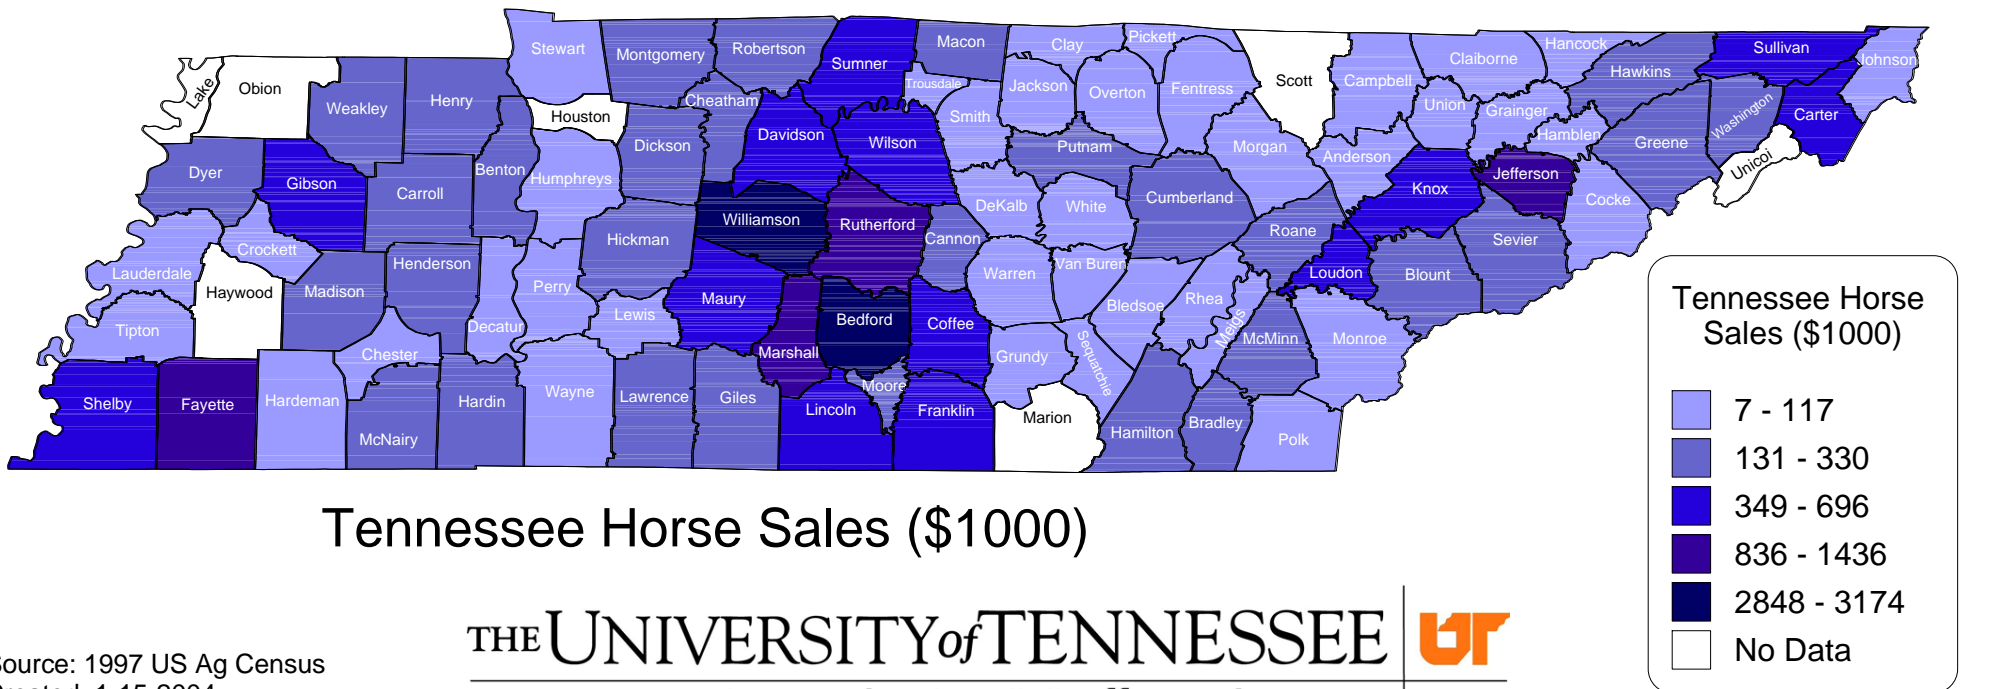 Stewart
Montgomery
Robertson
Sumner
Macon
Clay
Pickett
Hancock
Sullivan
Johnson
Lake
Obion
Weakley
Henry
Houston
Cheatham
Trousdale
Jackson
Overton
Fentress
Scott
Campbell
Claiborne
Hawkins
Carter
Washington
Unicoi
Dyer
Gibson
Carroll
Benton
Humphreys
Dickson
Davidson
Wilson
Smith
Putnam
Morgan
Anderson
Union
Grainger
Hamblen
Greene
Jefferson
Cocke
Knox
Lauderdale
Crockett
Haywood
Madison
Henderson
Decatur
Perry
Hickman
Williamson
Rutherford
Cannon
DeKalb
White
Cumberland
Roane
Loudon
Blount
Sevier
Tipton
Chester
Lewis
Maury
Marshall
Bedford
Coffee
Warren
Van Buren
Bledsoe
Rhea
Meigs
McMinn
Monroe
Shelby
Fayette
Hardeman
McNairy
Hardin
Wayne
Lawrence
Giles
Lincoln
Moore
Franklin
Grundy
Sequatchie
Marion
Hamilton
Bradley
Polk
Tennessee Horse
Sales ($1000)
7 - 117
131 - 330
349 - 696
836 - 1436
2848 - 3174
No Data
Tennessee Horse Sales ($1000)
THE UNIVERSITY of TENNESSEE UT
Source: 1997 US Ag Census